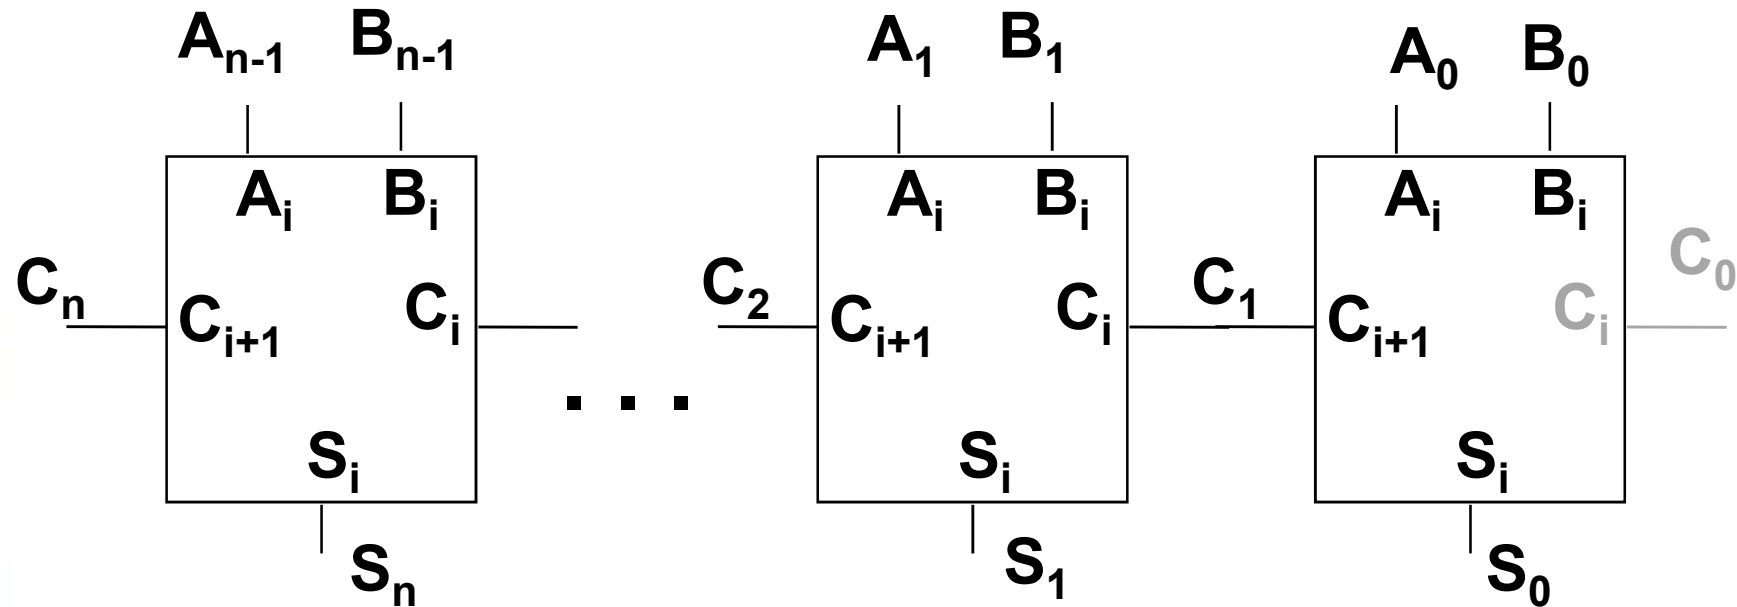 Aₙ₋₁ Bₙ₋₁ A₁ B₁ A₀ B₀
Aᵢ Bᵢ Aᵢ Bᵢ Aᵢ Bᵢ
Cₙ Cᵢ₊₁ Cᵢ C₂ Cᵢ₊₁ Cᵢ C₁ Cᵢ₊₁ Cᵢ C₀
. . .
Sᵢ Sᵢ Sᵢ
Sₙ S₁ S₀